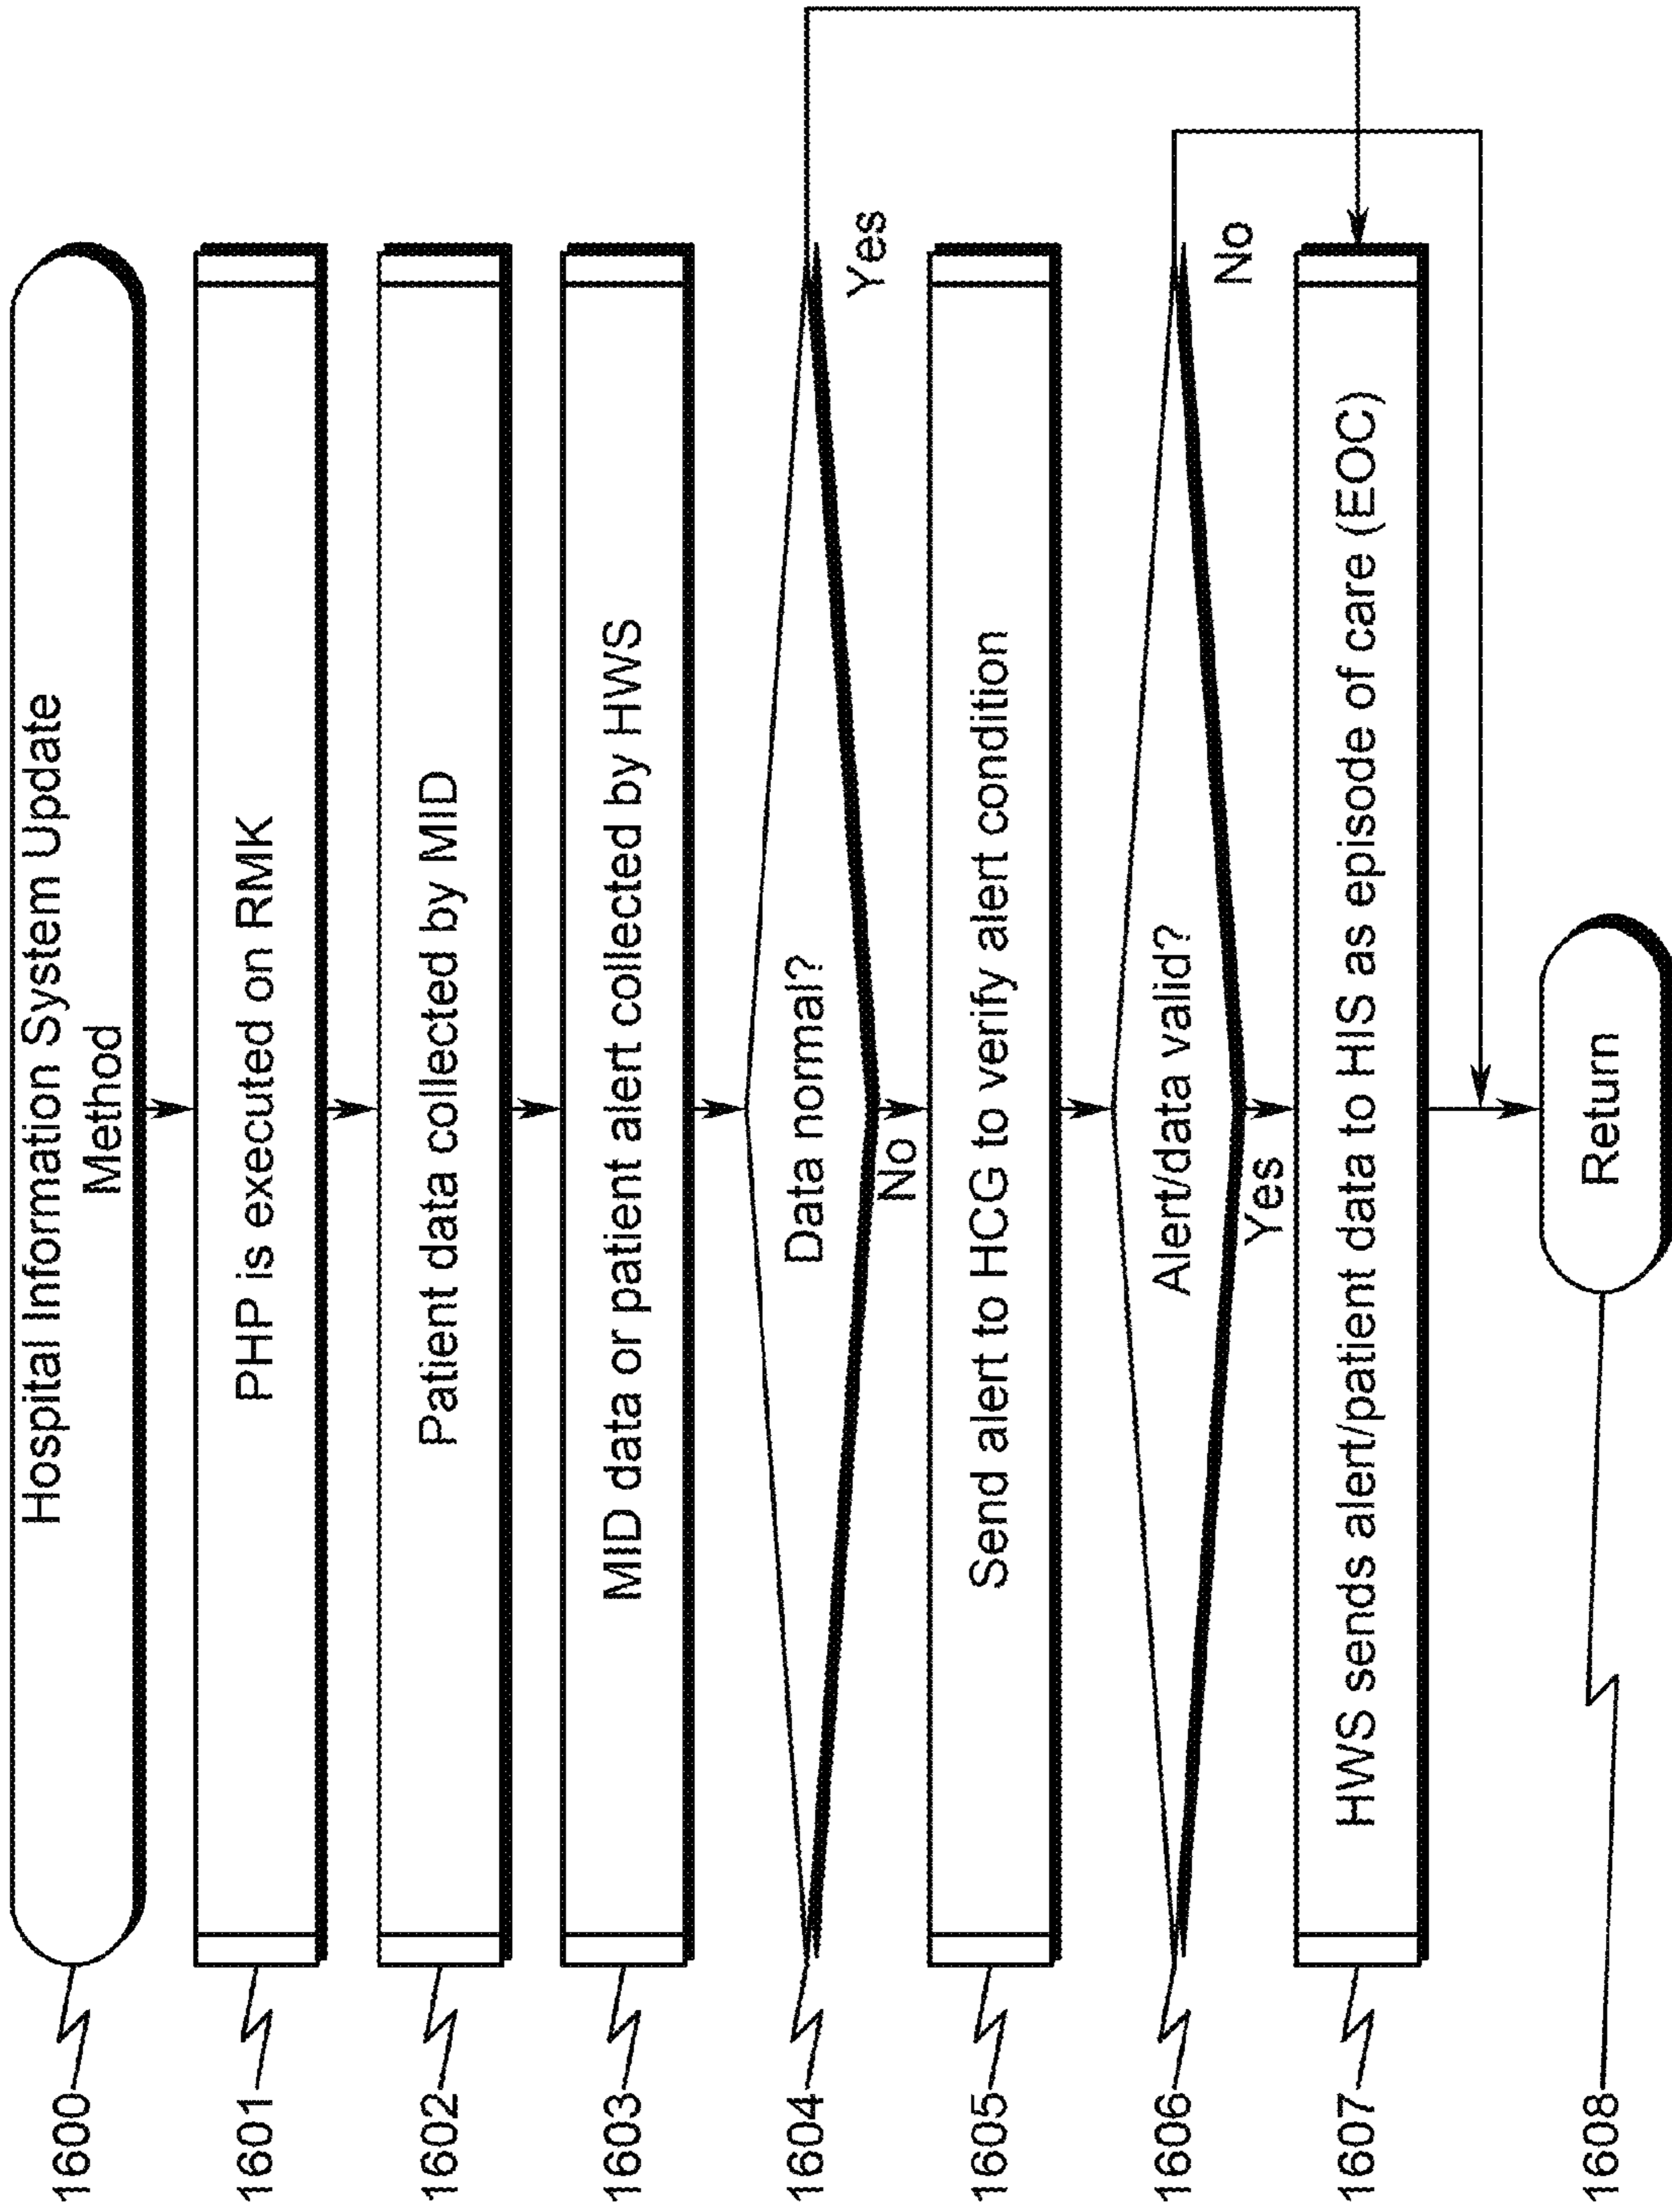 1600
Hospital Information System Update
Method
1601
PHP is executed on RMK
1602
Patient data collected by MID
1603
MID data or patient alert collected by HWS
1604
Data normal?
Yes
No
1605
Send alert to HCG to verify alert condition
1606
Alert/data valid?
No
Yes
1607
HWS sends alert/patient data to HIS as episode of care (EOC)
1608
Return